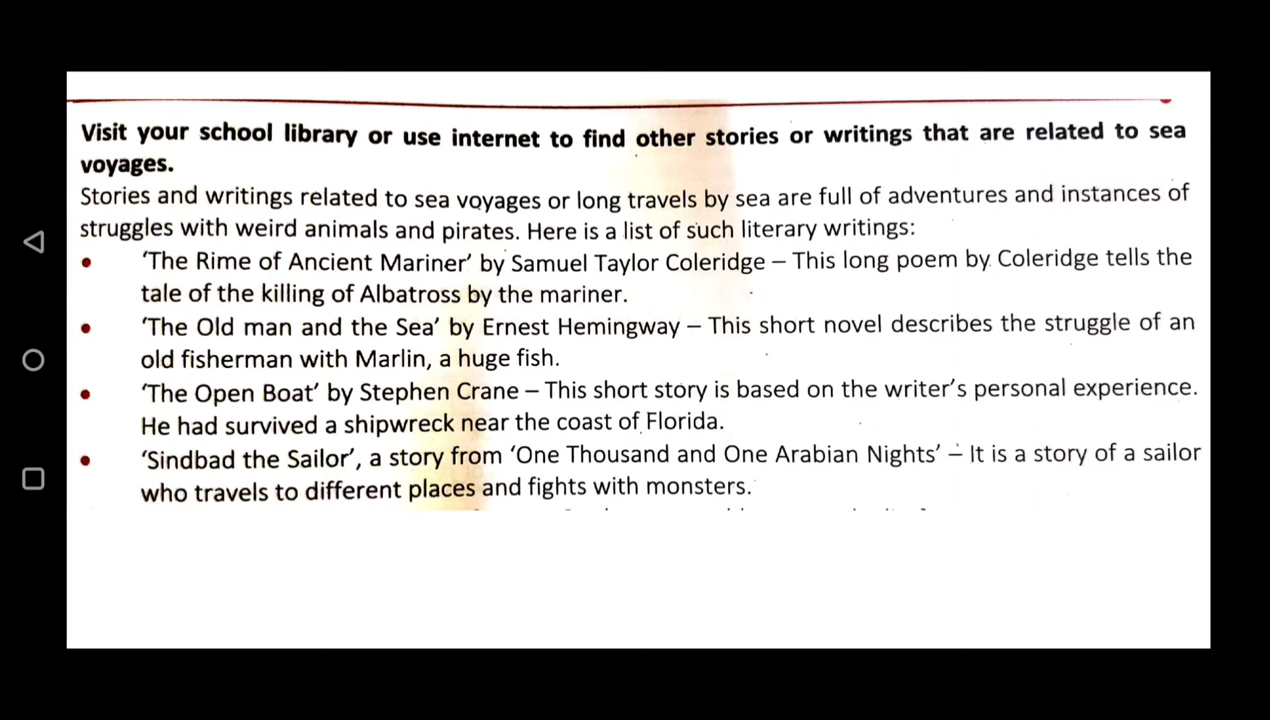 Visit your school library or use internet to find other stories or writings that are related to sea
voyages.
Stories and writings related to sea voyages or long travels by sea are full of adventures and instances of
struggles with weird animals and pirates. Here is a list of such literary writings:
• ‘The Rime of Ancient Mariner’ by Samuel Taylor Coleridge – This long poem by Coleridge tells the
tale of the killing of Albatross by the mariner.
• ‘The Old man and the Sea’ by Ernest Hemingway – This short novel describes the struggle of an
old fisherman with Marlin, a huge fish.
• ‘The Open Boat’ by Stephen Crane – This short story is based on the writer’s personal experience.
He had survived a shipwreck near the coast of Florida.
• ‘Sindbad the Sailor’, a story from ‘One Thousand and One Arabian Nights’ – It is a story of a sailor
who travels to different places and fights with monsters.